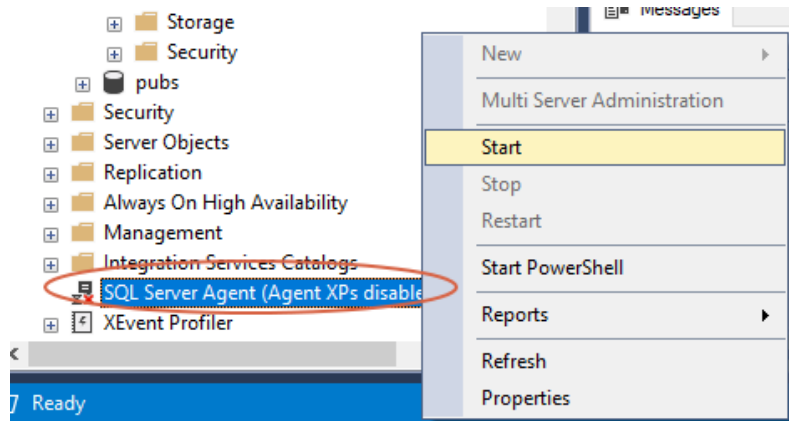 Storage
Security
pubs
Security
Server Objects
Replication
Always On High Availability
Management
Integration Services Catalogs
SQL Server Agent (Agent XPs disable
XEvent Profiler
Ready
Messages
New
Multi Server Administration
Start
Stop
Restart
Start PowerShell
Reports
Refresh
Properties